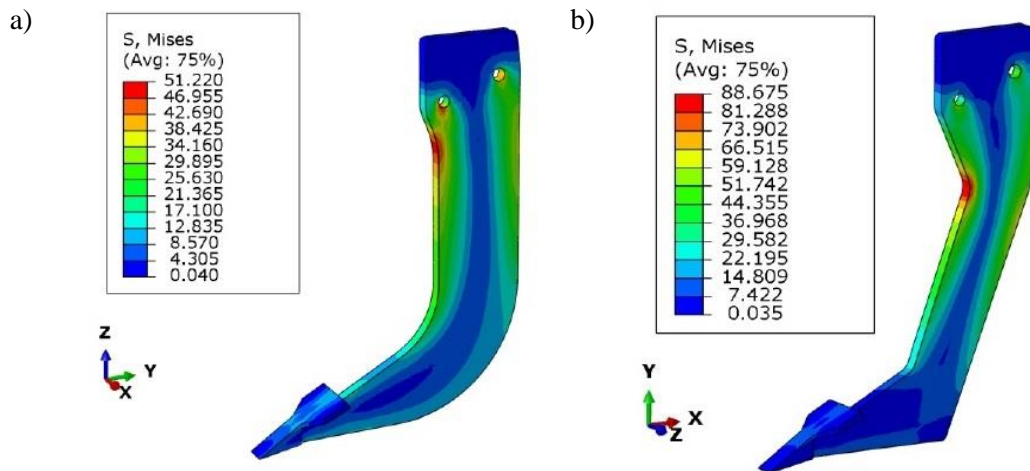 a)
S, Mises
(Avg: 75%)
51.220
46.955
42.690
38.425
34.160
29.895
25.630
21.365
17.100
12.835
8.570
4.305
0.040
Z
Y
X
b)
S, Mises
(Avg: 75%)
88.675
81.288
73.902
66.515
59.128
51.742
44.355
36.968
29.582
22.195
14.809
7.422
0.035
Y
X
Z